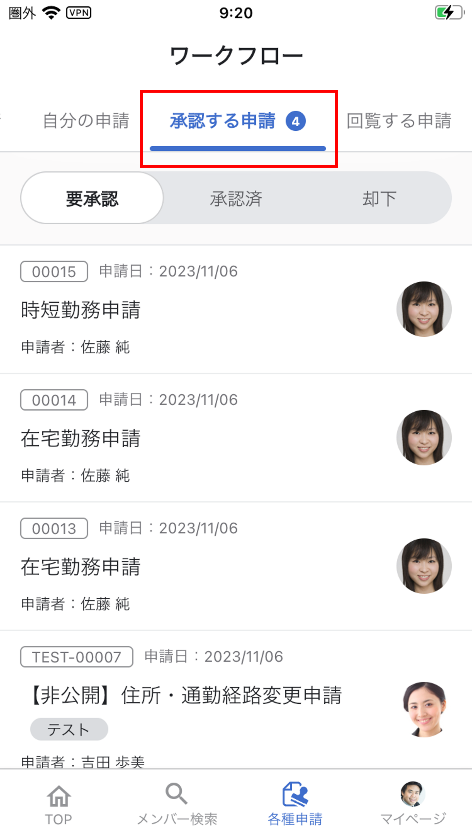 圏外 VPN 9:20
ワークフロー
自分の申請 承認する申請 4 回覧する申請
要承認 承認済 却下
00015 申請日：2023/11/06
時短勤務申請
申請者：佐藤 純
00014 申請日：2023/11/06
在宅勤務申請
申請者：佐藤 純
00013 申請日：2023/11/06
在宅勤務申請
申請者：佐藤 純
TEST-00007 申請日：2023/11/06
【非公開】住所・通勤経路変更申請
テスト
申請者：吉田 歩美
TOP メンバー検索 各種申請 マイページ